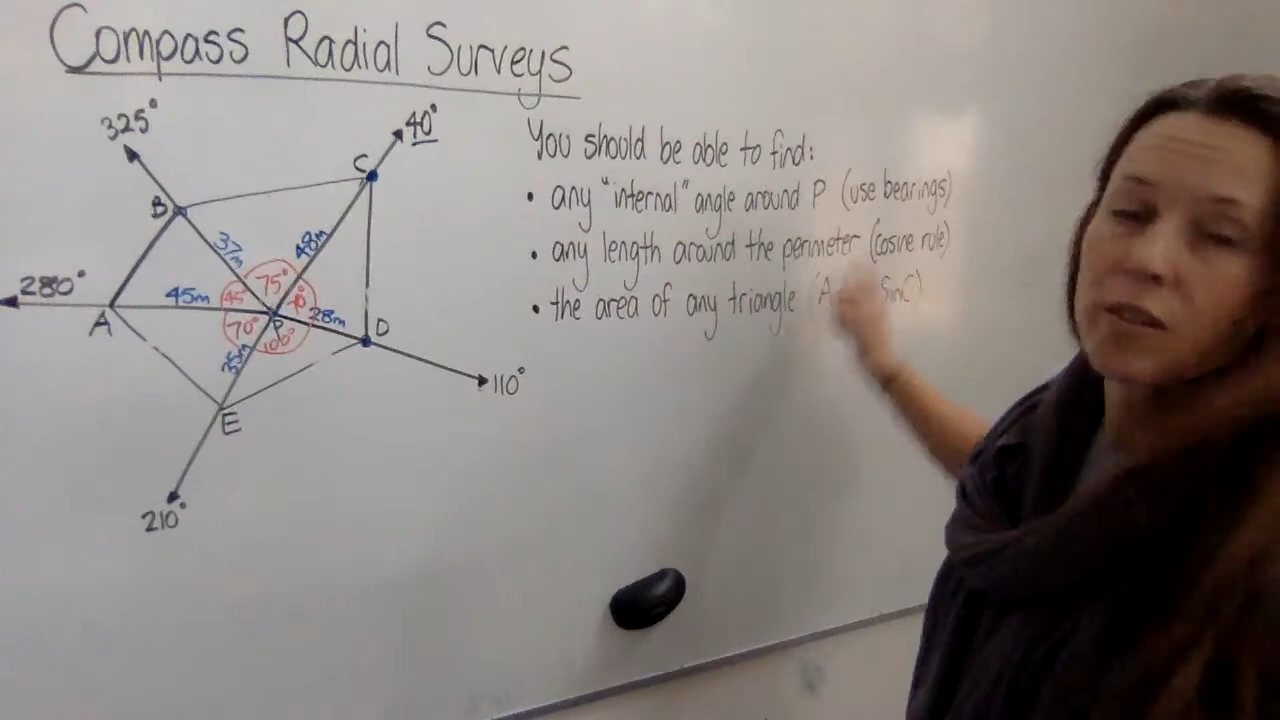 Compass Radial Surveys
325°
40°
C
B
37m
48m
75°
280°
45m
45°
70°
28m
A
70°
P
100°
D
35m
110°
E
210°
You should be able to find:
• any "internal" angle around P (use bearings)
• any length around the perimeter (cosine rule)
• the area of any triangle (A SinC)